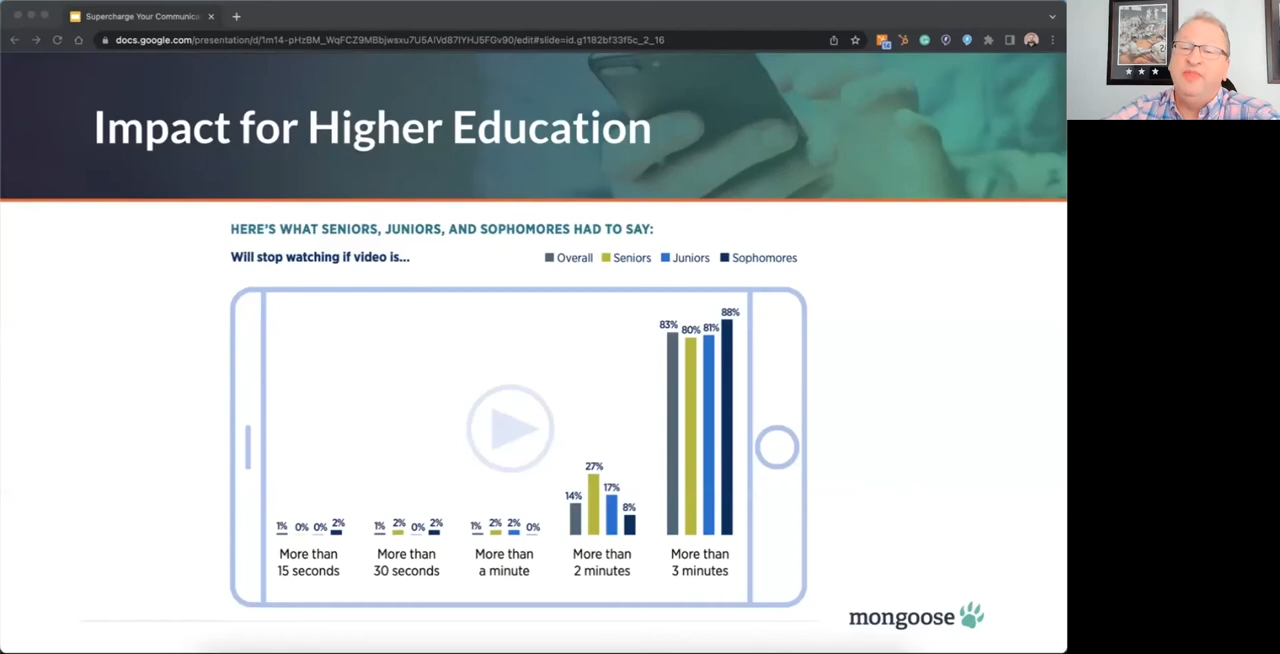 Supercharge Your Communica
docs.google.com/presentation/d/1m14-pHzBM_WqFCZ9MBbjwsxu7U5AlVd87lYHJ5FGv90/edit#slide=id.g1182bf33f5c_2_16
Impact for Higher Education
HERE'S WHAT SENIORS, JUNIORS, AND SOPHOMORES HAD TO SAY:
Will stop watching if video is...
Overall Seniors Juniors Sophomores
1% 0% 0% 2%
More than
15 seconds
1% 2% 0% 2%
More than
30 seconds
1% 2% 2% 0%
More than
a minute
14% 27% 17% 8%
More than
2 minutes
83% 80% 81% 88%
More than
3 minutes
mongoose